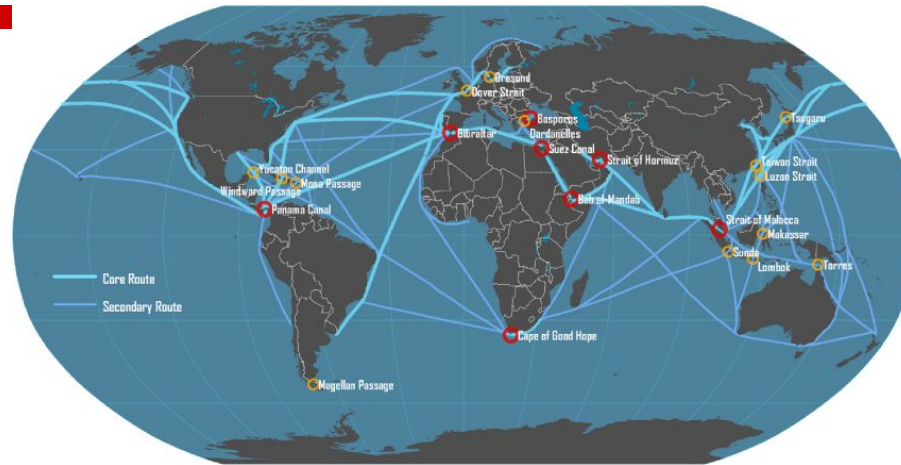 Oresund
Dover Strait
Bosporus
Tsugaru
Gibraltar
Dardanelles
Suez Canal
Strait of Hormuz
Taiwan Strait
Yucatan Channel
Luzon Strait
Mona Passage
Windward Passage
Bab el-Mandab
Panama Canal
Strait of Malacca
Makassar
Sunda
Lombok
Torres
Core Route
Secondary Route
Cape of Good Hope
Magellan Passage